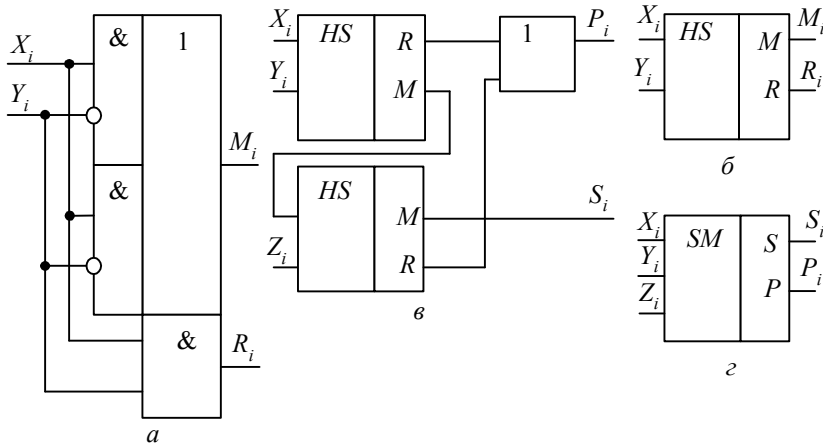 & 1
X_i
Y_i
M_i
&
& R_i
а
X_i HS R 1 P_i
Y_i M
HS M S_i
Z_i R
в
X_i HS M M_i
Y_i R R_i
б
X_i SM S S_i
Y_i P P_i
Z_i
г